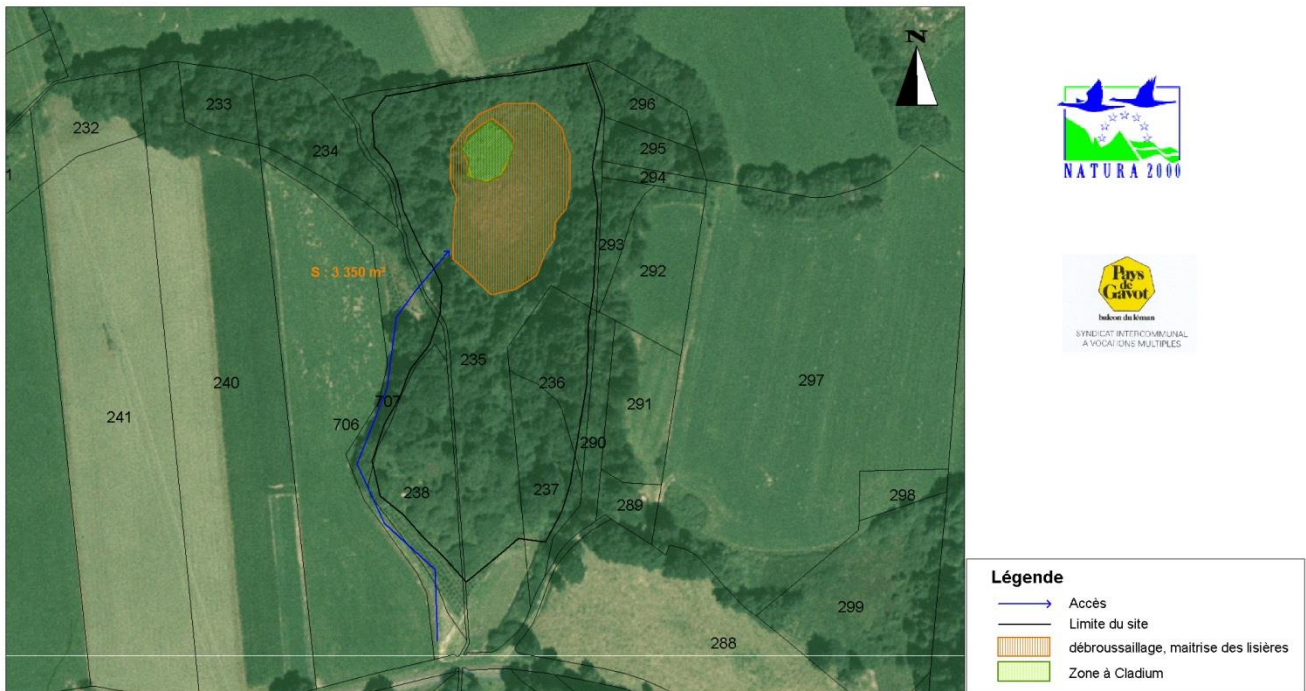 N
232
233
234
296
295
294
293
292
S : 3 350 m²
235
236
240
241
706
707
291
297
290
238
237
289
298
299
288
NATURA 2000
Pays
de
Gavot
balcon du léman
SYNDICAT INTERCOMMUNAL
A VOCATIONS MULTIPLES
Légende
Accès
Limite du site
débroussaillage, maitrise des lisières
Zone à Cladium